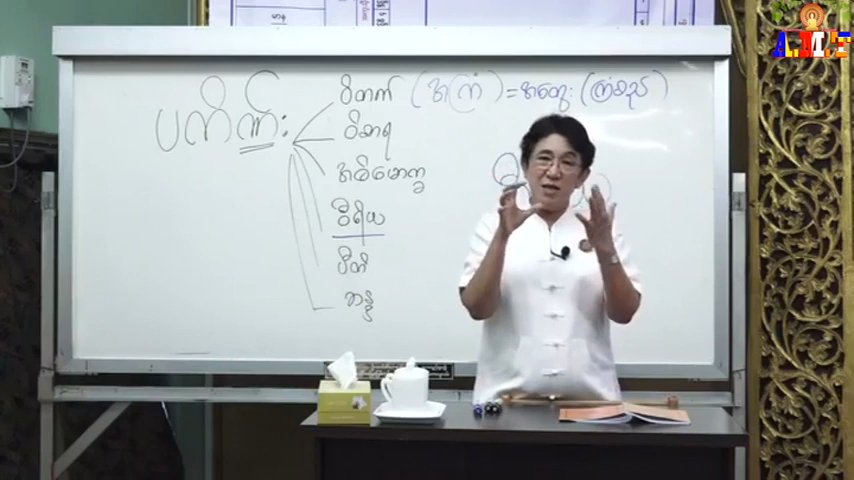 ပကိဏ်း
ဝိတက် (အကြံ) = အတွေး (ကြံစည်)
ဝိစာရ
အဓိမောက္ခ
ဝီရိယ
ပီတိ
ဆန္ဒ
A.M.T